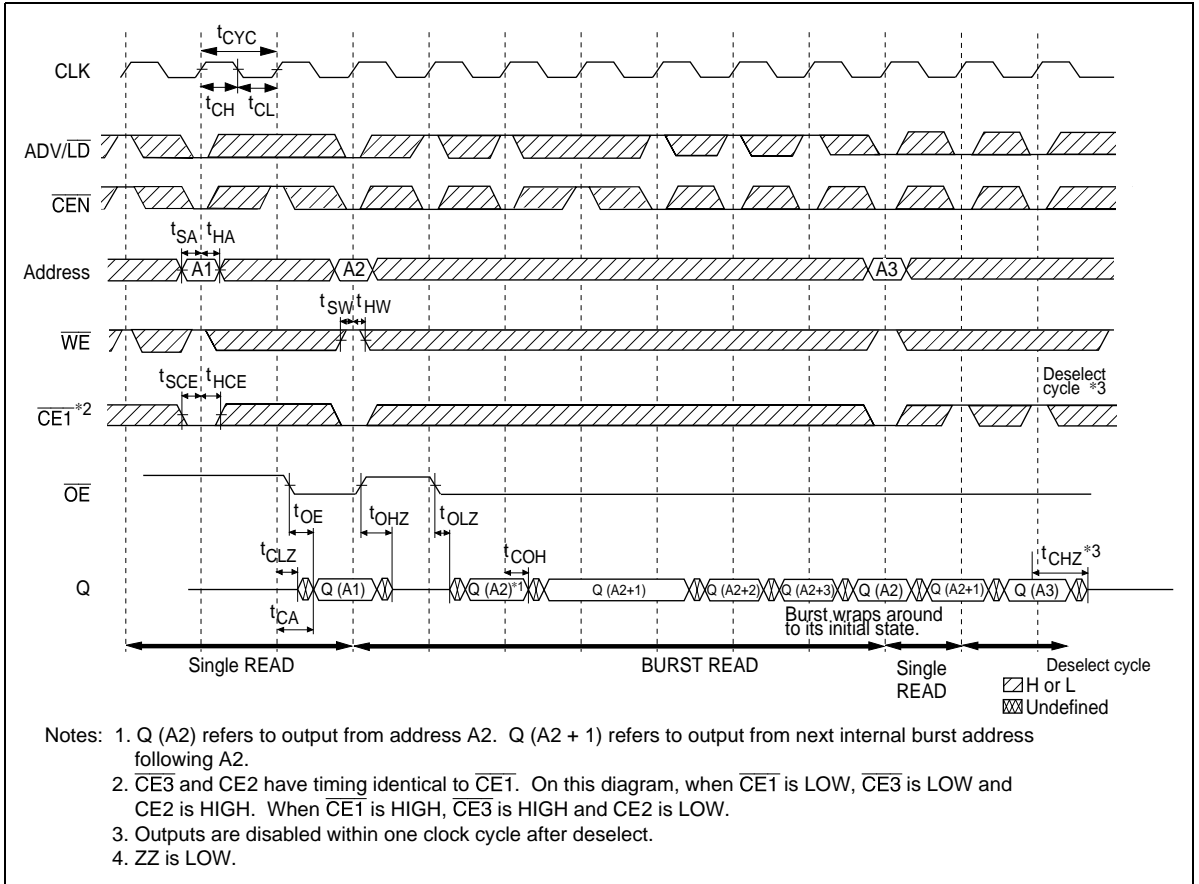 tCYC
CLK
tCH tCL
ADV/LD
CEN
tSA tHA
Address A1 A2 A3
tSW tHW
WE
Deselect
cycle *3
tSCE tHCE
CE1*2
OE
tOE tOHZ tOLZ
tCLZ tCOH tCHZ*3
Q Q (A1) Q (A2)*1 Q (A2+1) Q (A2+2) Q (A2+3) Q (A2) Q (A2+1) Q (A3)
tCA
Burst wraps around
to its initial state.
Single READ BURST READ Single
READ Deselect cycle
H or L
Undefined
Notes: 1. Q (A2) refers to output from address A2. Q (A2 + 1) refers to output from next internal burst address
following A2.
2. CE3 and CE2 have timing identical to CE1. On this diagram, when CE1 is LOW, CE3 is LOW and
CE2 is HIGH. When CE1 is HIGH, CE3 is HIGH and CE2 is LOW.
3. Outputs are disabled within one clock cycle after deselect.
4. ZZ is LOW.